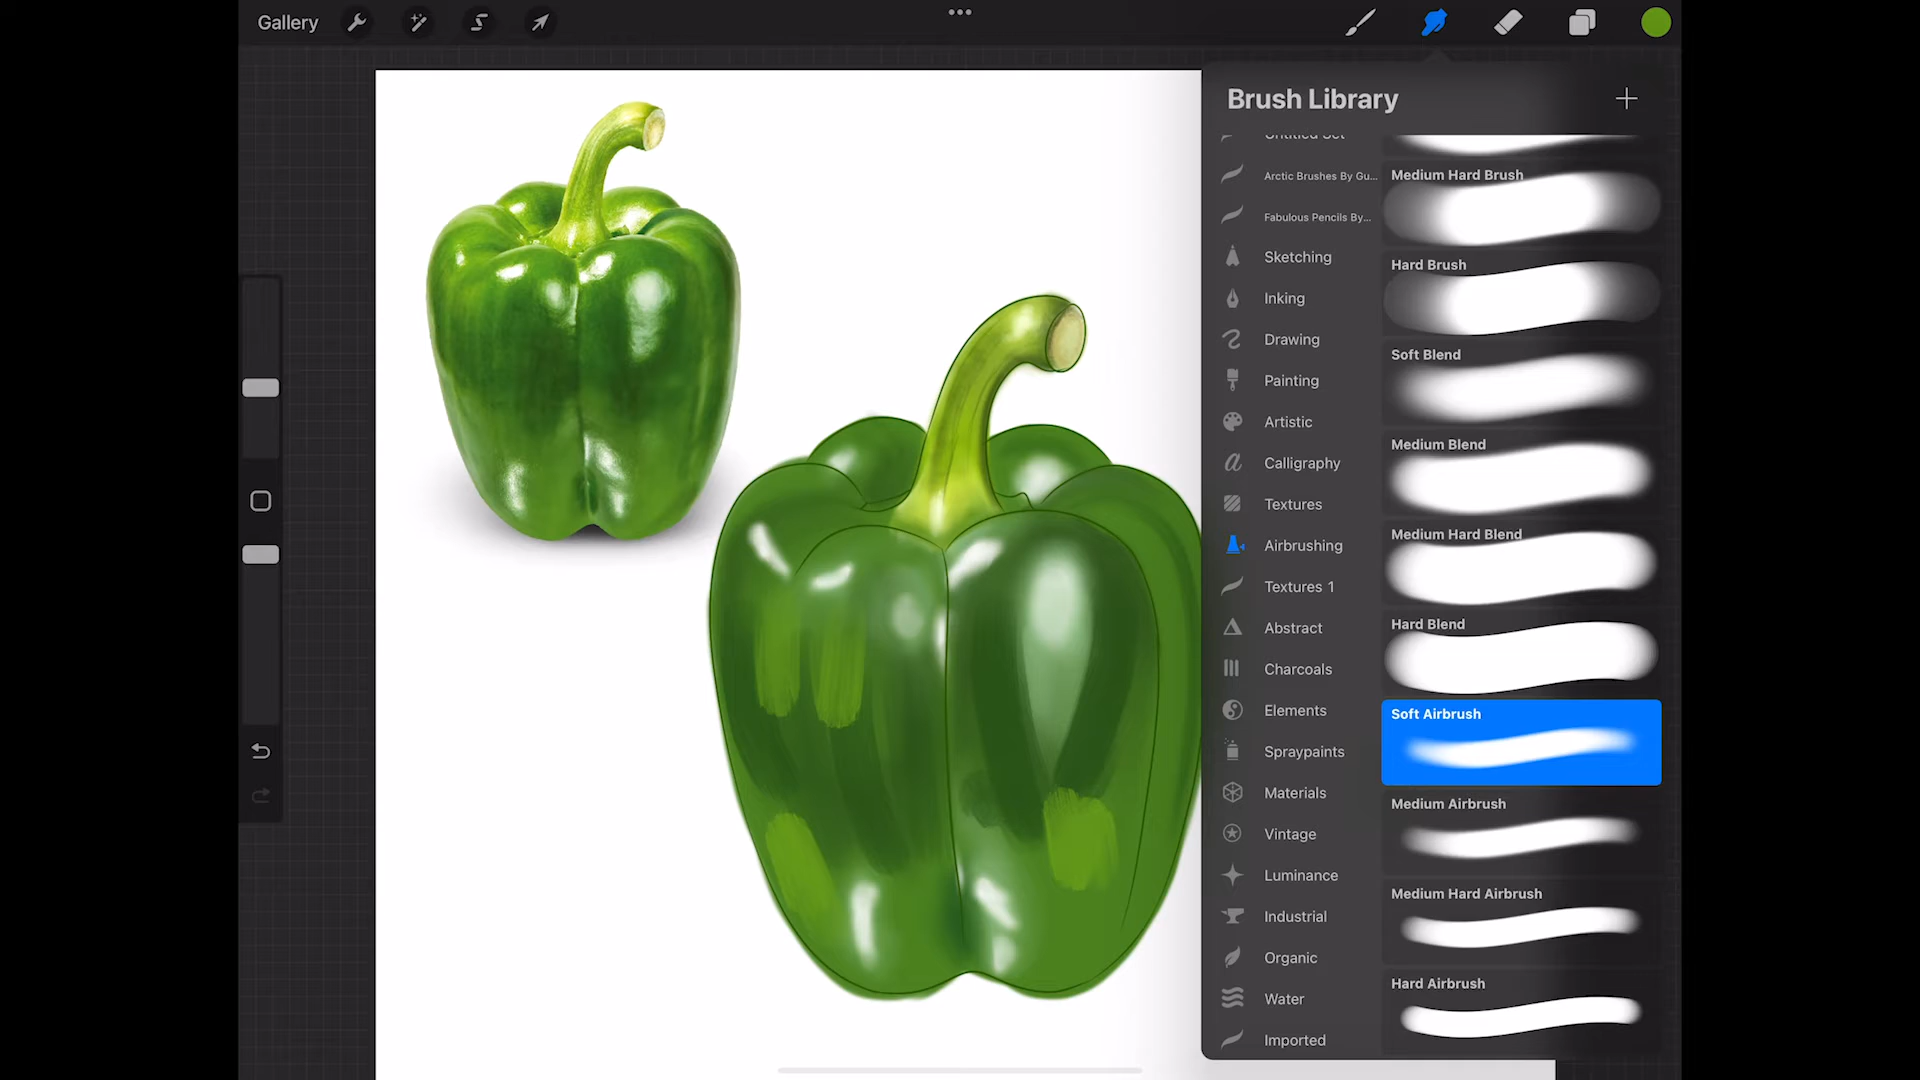 Gallery
Brush Library
Untitled Set
Arctic Brushes By Gu...
Fabulous Pencils By...
Sketching
Inking
Drawing
Painting
Artistic
Calligraphy
Textures
Airbrushing
Textures 1
Abstract
Charcoals
Elements
Spraypaints
Materials
Vintage
Luminance
Industrial
Organic
Water
Imported
Medium Hard Brush
Hard Brush
Soft Blend
Medium Blend
Medium Hard Blend
Hard Blend
Soft Airbrush
Medium Airbrush
Medium Hard Airbrush
Hard Airbrush